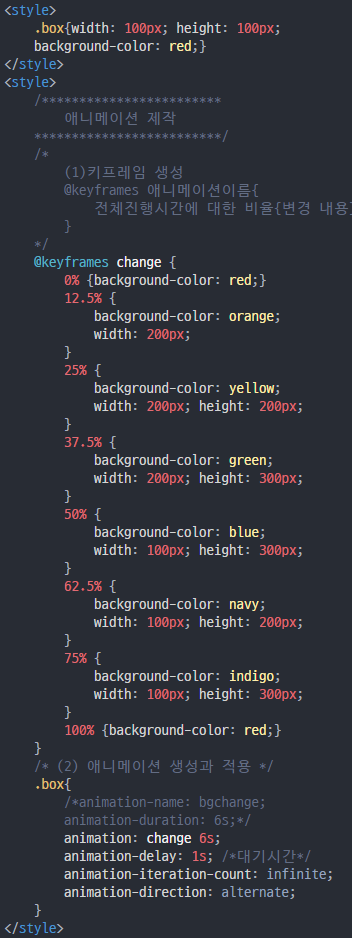 <style>
.box{width: 100px; height: 100px;
background-color: red;}
</style>
<style>
/************************
애니메이션 제작
************************/
/*
(1)키프레임 생성
@keyframes 애니메이션이름{
전체진행시간에 대한 비율{변경 내용}
}
*/
@keyframes change {
0% {background-color: red;}
12.5% {
background-color: orange;
width: 200px;
}
25% {
background-color: yellow;
width: 200px; height: 200px;
}
37.5% {
background-color: green;
width: 200px; height: 300px;
}
50% {
background-color: blue;
width: 100px; height: 300px;
}
62.5% {
background-color: navy;
width: 100px; height: 200px;
}
75% {
background-color: indigo;
width: 100px; height: 300px;
}
100% {background-color: red;}
}
/* (2) 애니메이션 생성과 적용 */
.box{
/*animation-name: bgchange;
animation-duration: 6s;*/
animation: change 6s;
animation-delay: 1s; /*대기시간*/
animation-iteration-count: infinite;
animation-direction: alternate;
}
</style>